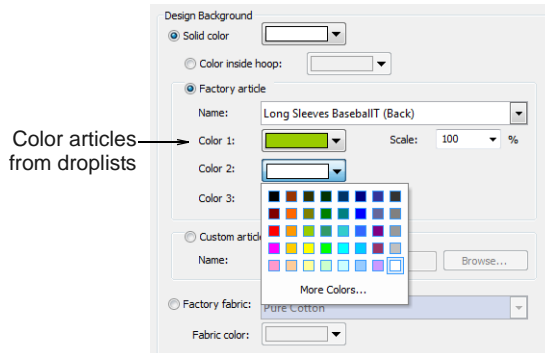 Design Background
Solid color
Color inside hoop:
Factory article
Name: Long Sleeves BaseballT (Back)
Color articles from droplists
Color 1: Scale: 100 %
Color 2:
Color 3:
Custom artic
Name: Browse...
More Colors...
Factory fabric: Pure Cotton
Fabric color: